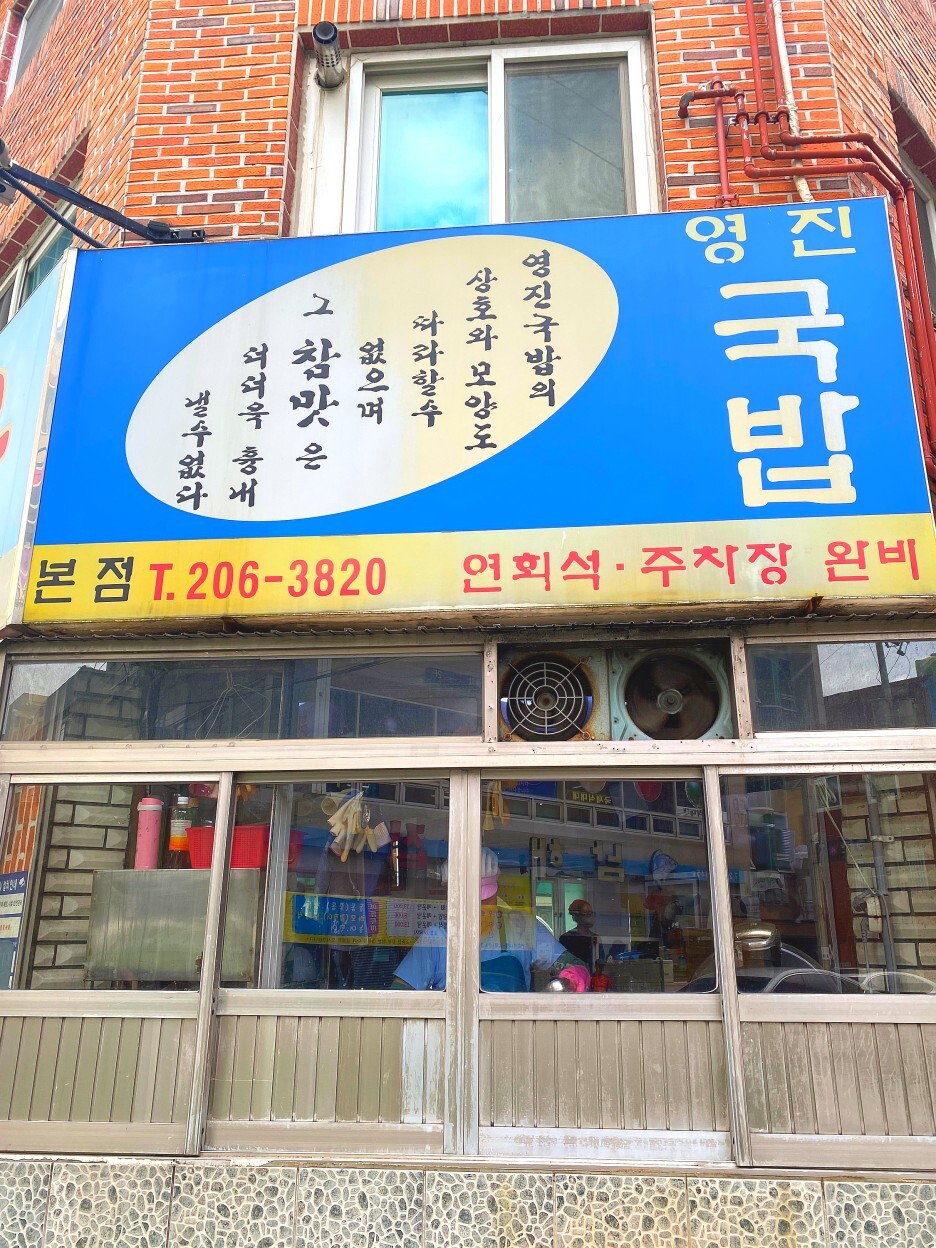 영진
국밥
영진국밥의
상호와 모양도
따라할수
없으며
그 참맛은
더더욱 흉내
낼수없다
본점 T. 206-3820 연회석·주차장 완비